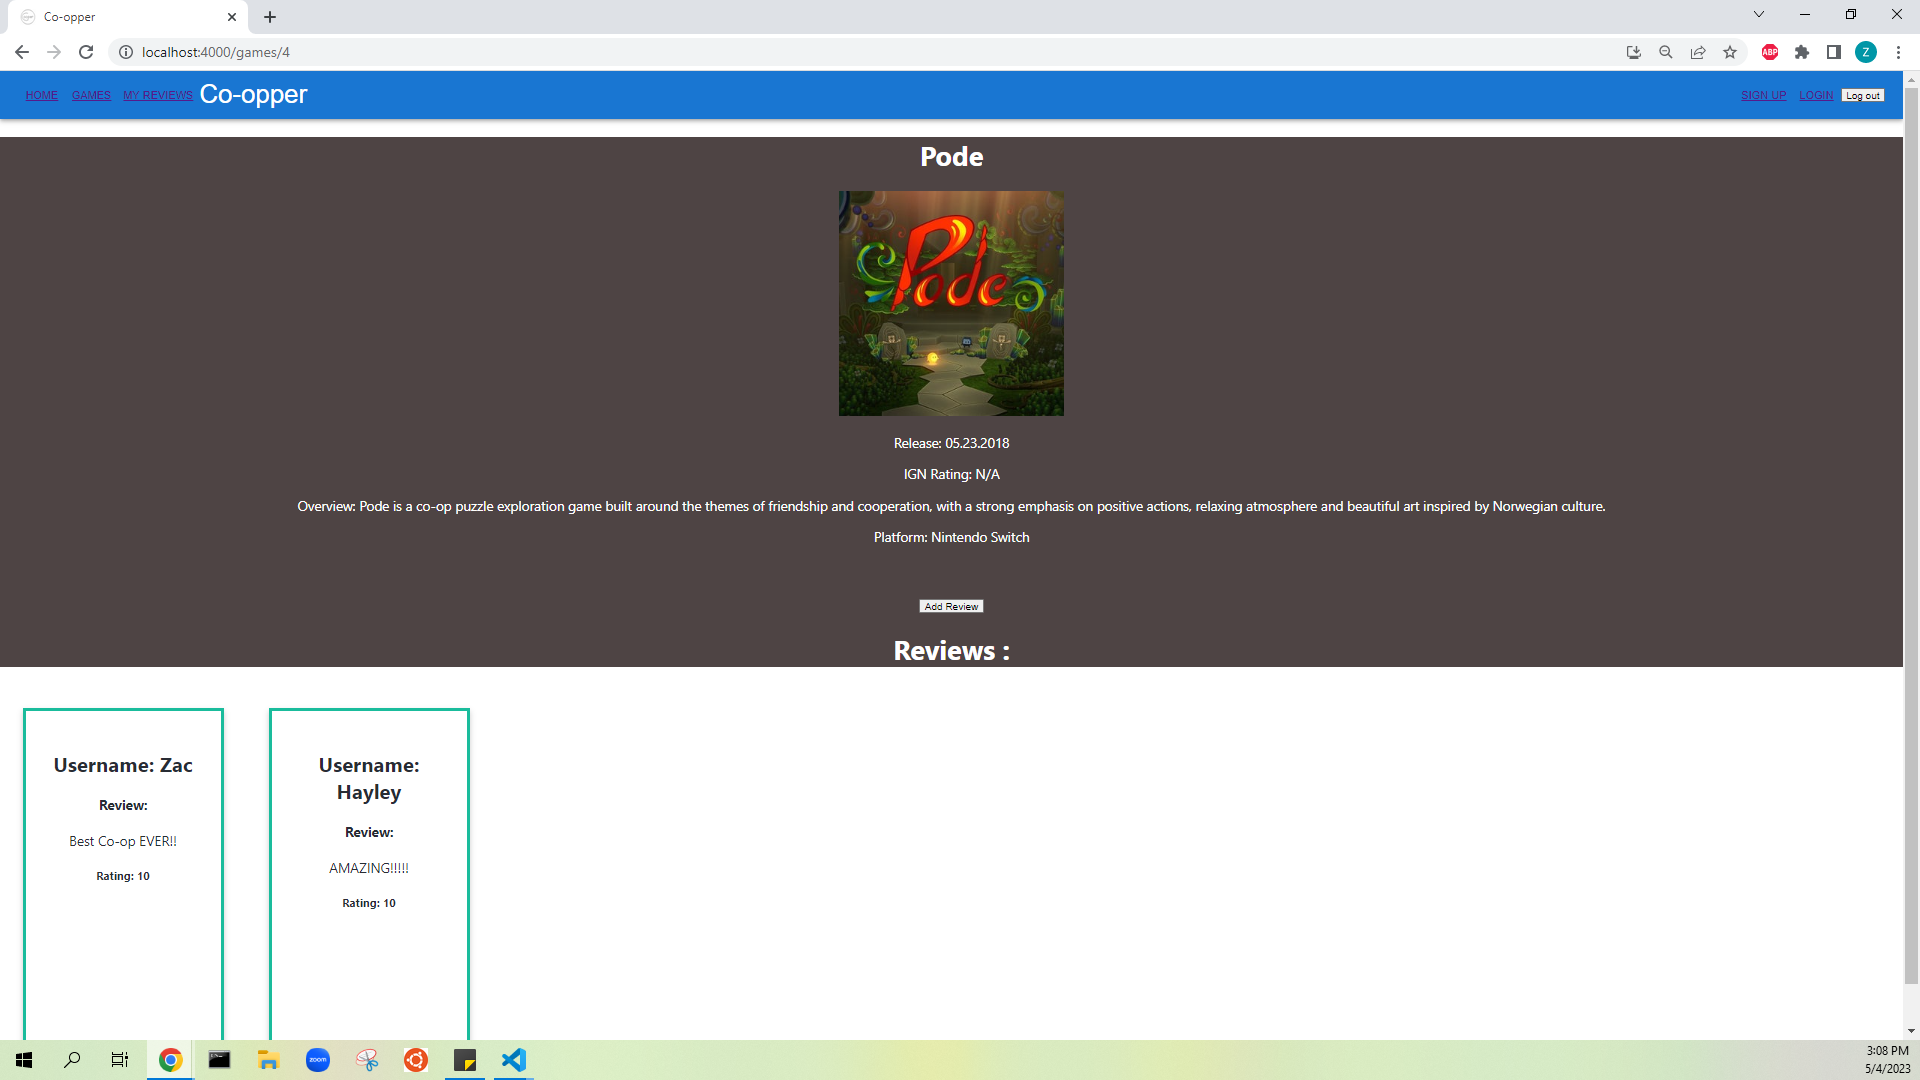 Co-opper
localhost:4000/games/4
ABP
Z
HOME GAMES MY REVIEWS Co-opper
SIGN UP LOGIN Log out
Pode
Pode
Release: 05.23.2018
IGN Rating: N/A
Overview: Pode is a co-op puzzle exploration game built around the themes of friendship and cooperation, with a strong emphasis on positive actions, relaxing atmosphere and beautiful art inspired by Norwegian culture.
Platform: Nintendo Switch
Add Review
Reviews :
Username: Zac
Review:
Best Co-op EVER!!
Rating: 10
Username:
Hayley
Review:
AMAZING!!!!!
Rating: 10
zoom
3:08 PM
5/4/2023